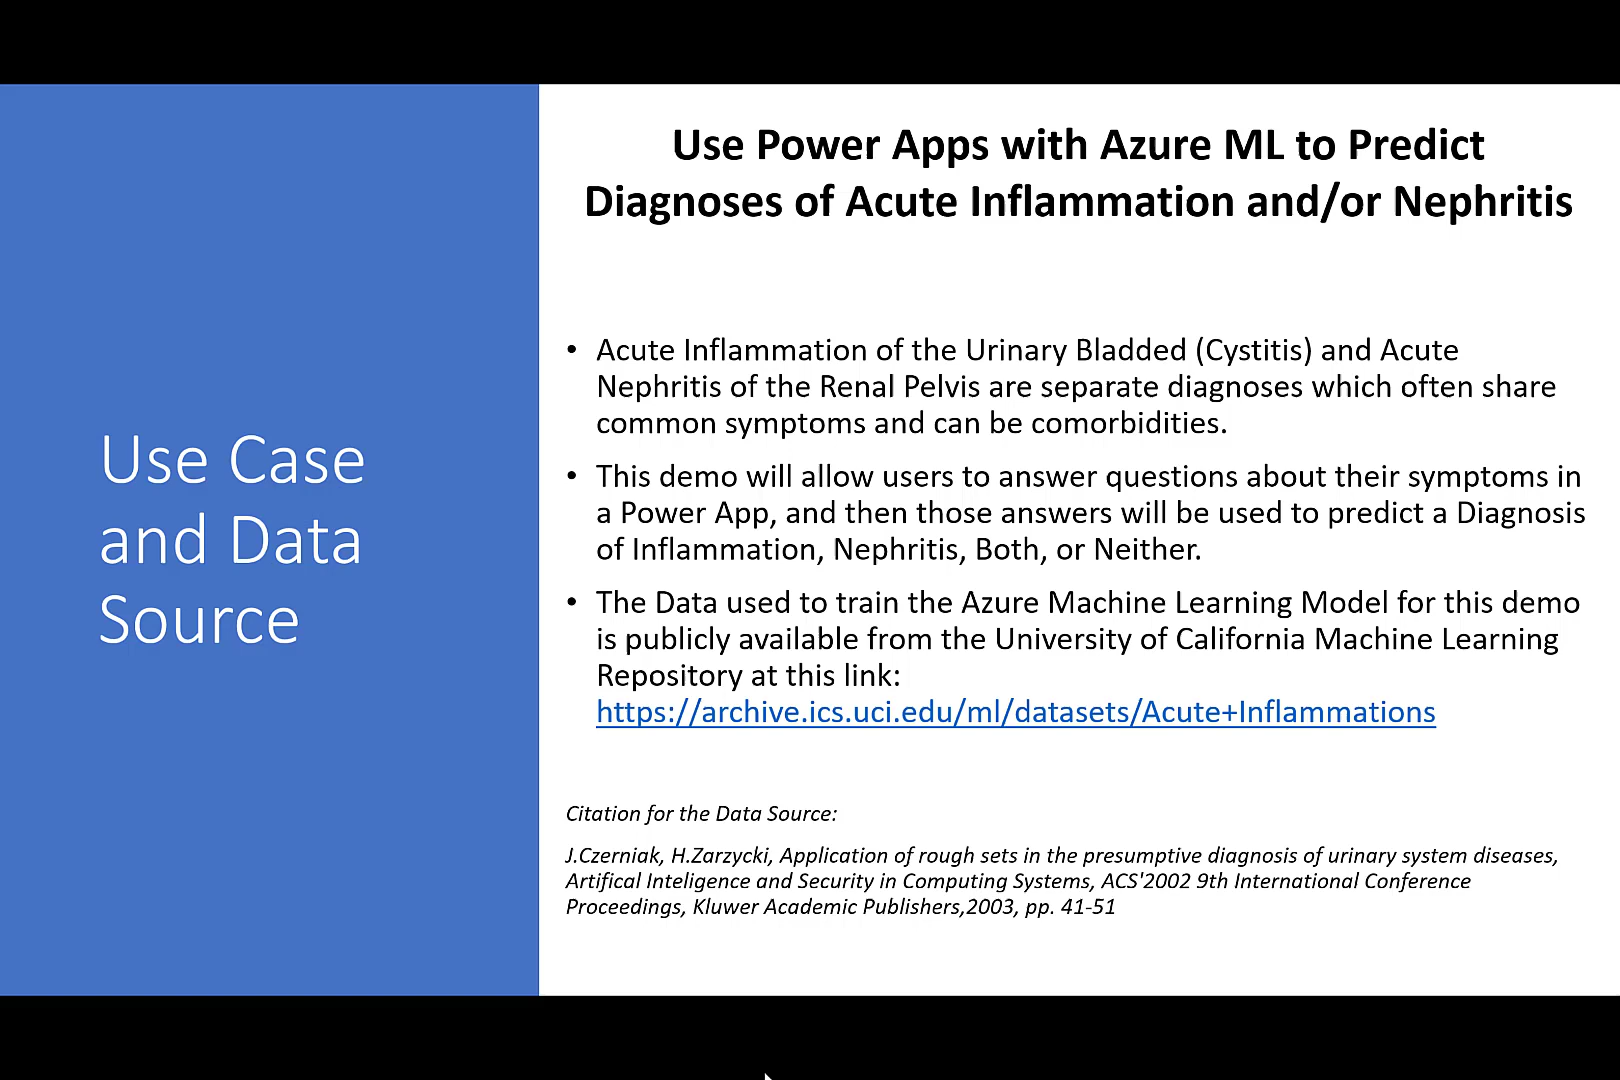 Use Case
and Data
Source
Use Power Apps with Azure ML to Predict
Diagnoses of Acute Inflammation and/or Nephritis
• Acute Inflammation of the Urinary Bladded (Cystitis) and Acute
Nephritis of the Renal Pelvis are separate diagnoses which often share
common symptoms and can be comorbidities.
• This demo will allow users to answer questions about their symptoms in
a Power App, and then those answers will be used to predict a Diagnosis
of Inflammation, Nephritis, Both, or Neither.
• The Data used to train the Azure Machine Learning Model for this demo
is publicly available from the University of California Machine Learning
Repository at this link:
https://archive.ics.uci.edu/ml/datasets/Acute+Inflammations
Citation for the Data Source:
J.Czerniak, H.Zarzycki, Application of rough sets in the presumptive diagnosis of urinary system diseases,
Artifical Inteligence and Security in Computing Systems, ACS'2002 9th International Conference
Proceedings, Kluwer Academic Publishers,2003, pp. 41-51